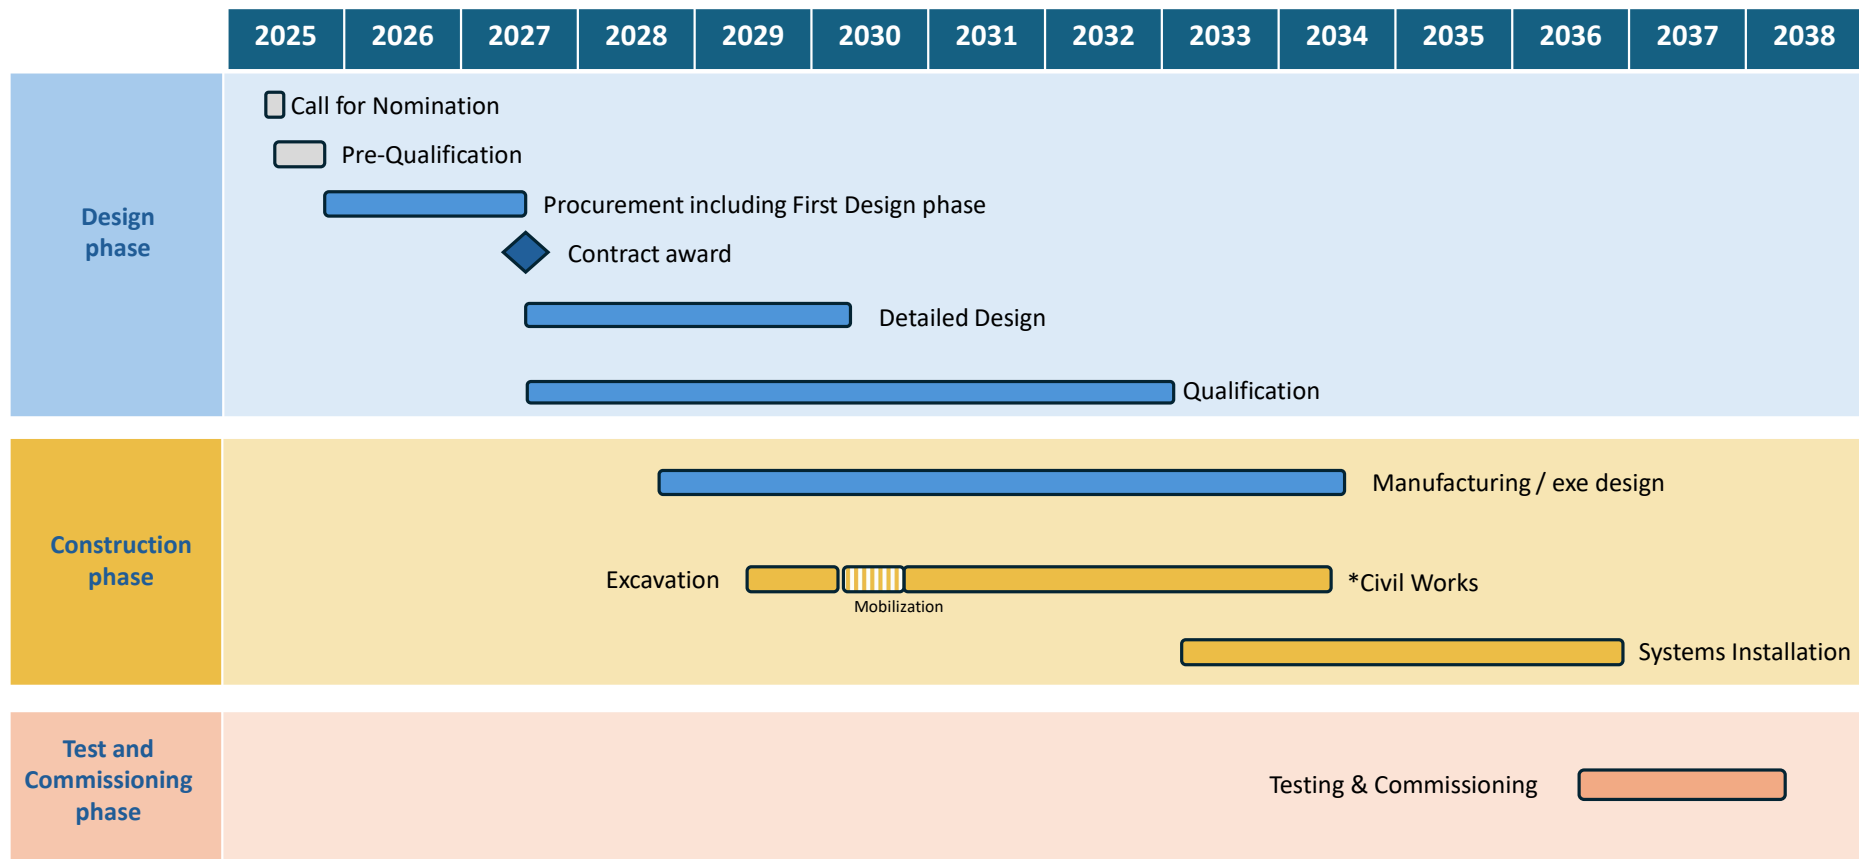 2025 2026 2027 2028 2029 2030 2031 2032 2033 2034 2035 2036 2037 2038
Design
phase
Call for Nomination
Pre-Qualification
Procurement including First Design phase
Contract award
Detailed Design
Qualification
Construction
phase
Manufacturing / exe design
Excavation
*Civil Works
Mobilization
Systems Installation
Test and
Commissioning
phase
Testing & Commissioning